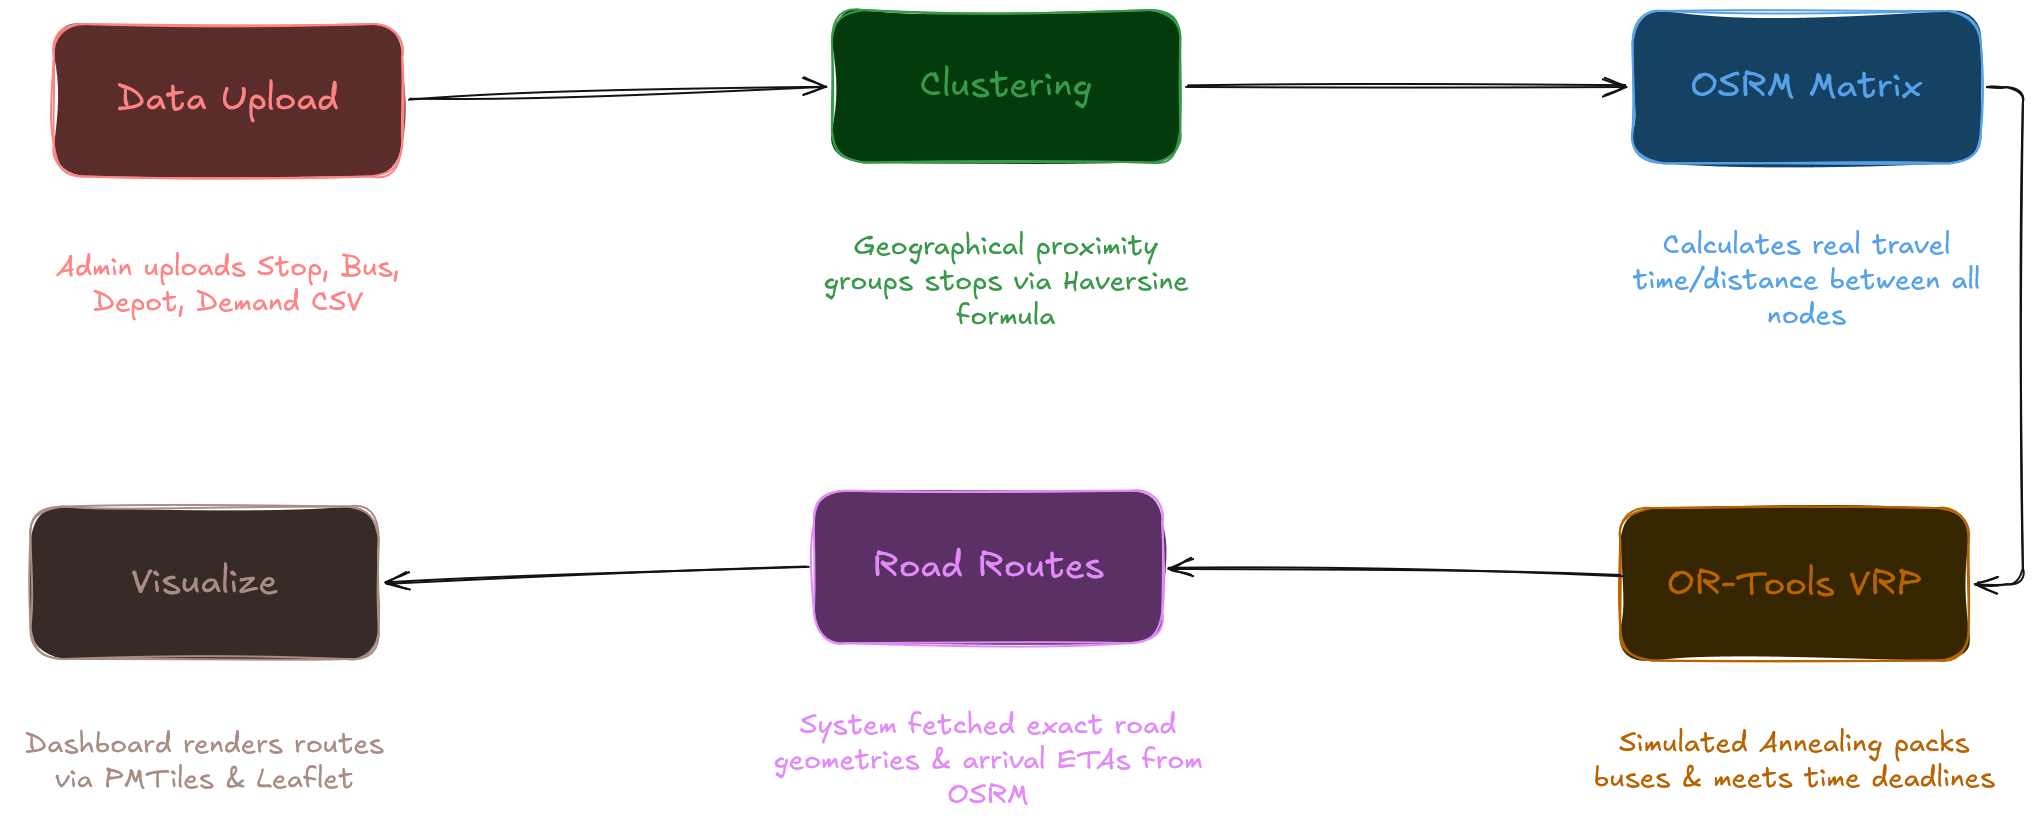 Data Upload
Clustering
OSRM Matrix
Admin uploads Stop, Bus,
Depot, Demand CSV
Geographical proximity
groups stops via Haversine
formula
Calculates real travel
time/distance between all
nodes
Visualize
Road Routes
OR-Tools VRP
Dashboard renders routes
via PMTiles & Leaflet
System fetched exact road
geometries & arrival ETAs from
OSRM
Simulated Annealing packs
buses & meets time deadlines